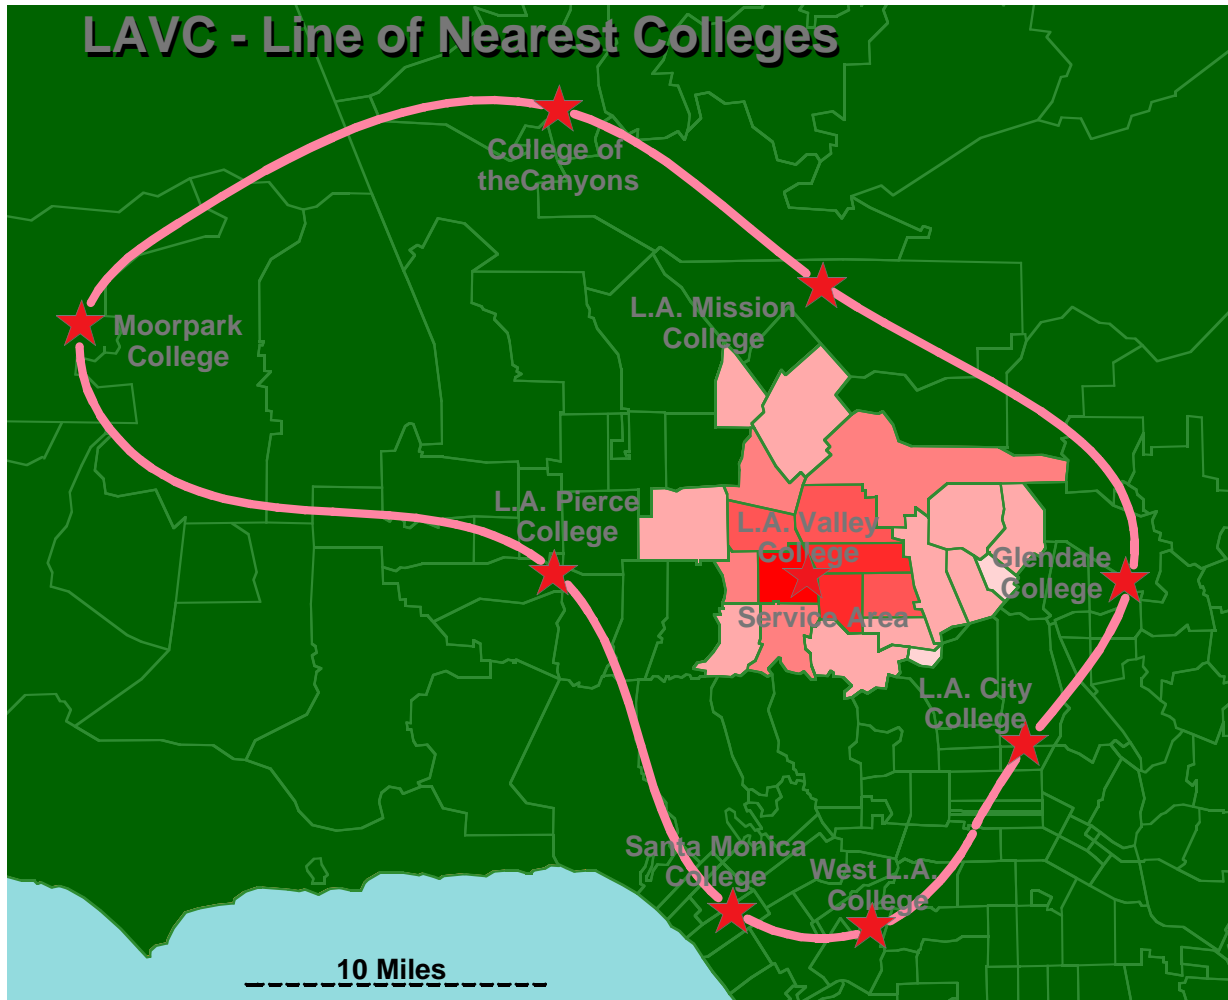 LAVC - Line of Nearest Colleges
College of
theCanyons
L.A. Mission
College
Moorpark
College
L.A. Pierce
College
L.A. Valley
College
Glendale
College
Service Area
L.A. City
College
Santa Monica
College
West L.A.
College
10 Miles